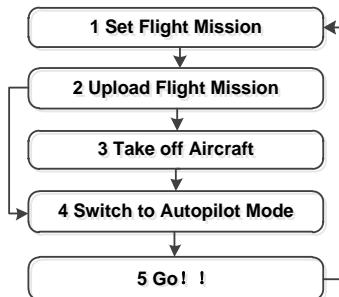 1 Set Flight Mission
2 Upload Flight Mission
3 Take off Aircraft
4 Switch to Autopilot Mode
5 Go！！